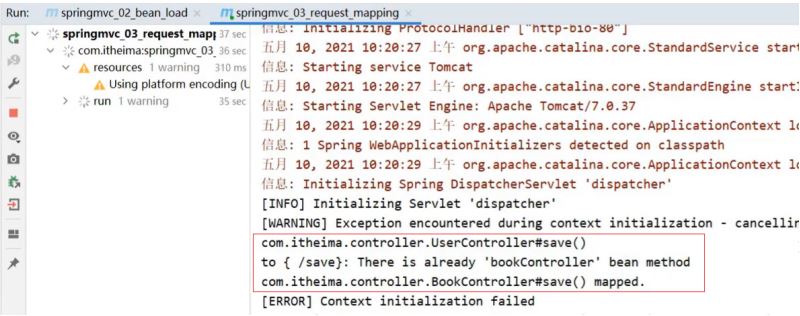 Run: springmvc_02_bean_load × springmvc_03_request_mapping ×
springmvc_03_request_mapp 37 sec
com.itheima:springmvc_03_ 36 sec
resources 1 warning 310 ms
Using platform encoding (U
run 1 warning 35 sec
信息: Initializing ProtocolHandler ["http-bio-80"]
五月 10, 2021 10:20:27 上午 org.apache.catalina.core.StandardService start
信息: Starting service Tomcat
五月 10, 2021 10:20:27 上午 org.apache.catalina.core.StandardEngine startI
信息: Starting Servlet Engine: Apache Tomcat/7.0.37
五月 10, 2021 10:20:29 上午 org.apache.catalina.core.ApplicationContext lo
信息: 1 Spring WebApplicationInitializers detected on classpath
五月 10, 2021 10:20:29 上午 org.apache.catalina.core.ApplicationContext lo
信息: Initializing Spring DispatcherServlet 'dispatcher'
[INFO] Initializing Servlet 'dispatcher'
[WARNING] Exception encountered during context initialization - cancellin
com.itheima.controller.UserController#save()
to { /save}: There is already 'bookController' bean method
com.itheima.controller.BookController#save() mapped.
[ERROR] Context initialization failed